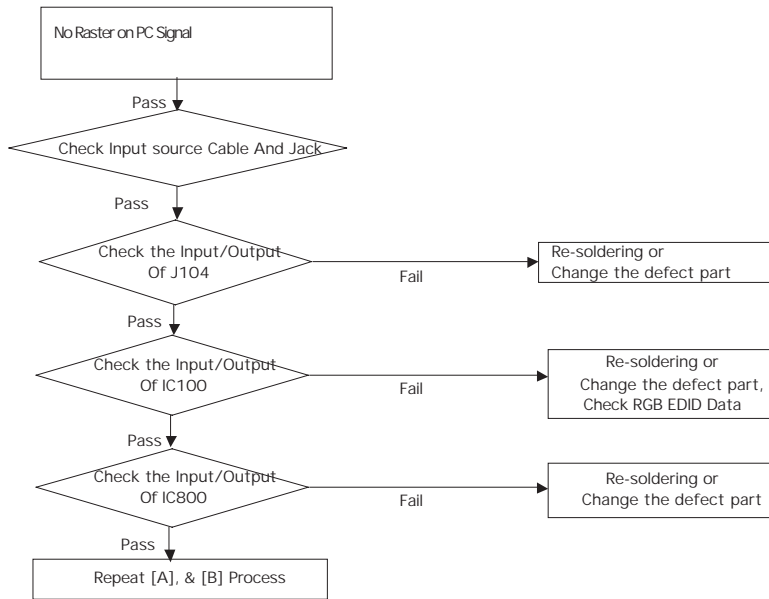 No Raster on PC Signal
Pass
Check Input source Cable And Jack
Pass
Check the Input/Output
Of J104
Fail
Re-soldering or
Change the defect part
Pass
Check the Input/Output
Of IC100
Fail
Re-soldering or
Change the defect part,
Check RGB EDID Data
Pass
Check the Input/Output
Of IC800
Fail
Re-soldering or
Change the defect part
Pass
Repeat [A], & [B] Process